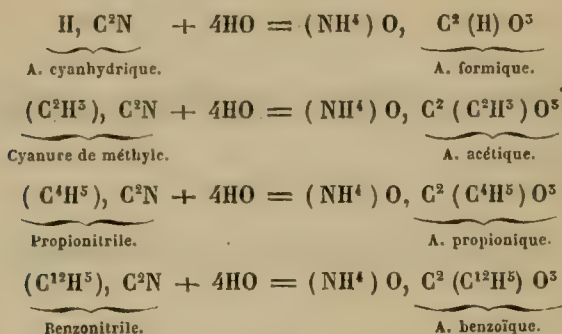 H, C²N + 4HO = (NH⁴) O, C² (H) O³
A. cyanhydrique. A. formique.
(C²H³), C²N + 4HO = (NH⁴) O, C² (C²H³) O³
Cyanure de méthyle. A. acétique.
(C⁴H⁵), C²N + 4HO = (NH⁴) O, C² (C⁴H⁵) O³
Propionitrile. A. propionique.
(C¹²H⁵), C²N + 4HO = (NH⁴) O, C² (C¹²H⁵) O³
Benzonitrile. A. benzoïque.